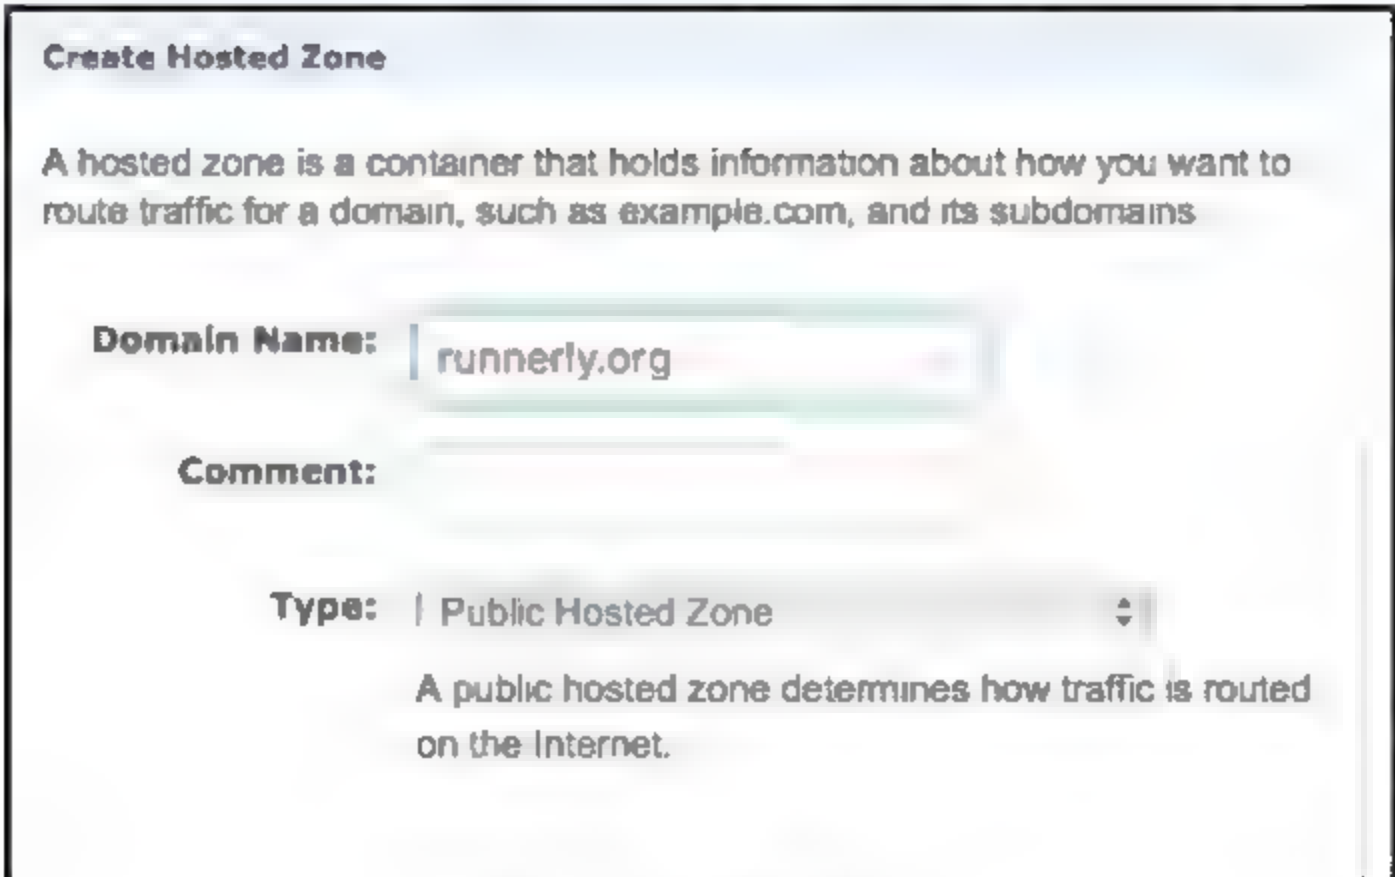 Create Hosted Zone
A hosted zone is a container that holds information about how you want to
route traffic for a domain, such as example.com, and its subdomains
Domain Name: runnerly.org
Comment:
Type: Public Hosted Zone
A public hosted zone determines how traffic is routed
on the Internet.